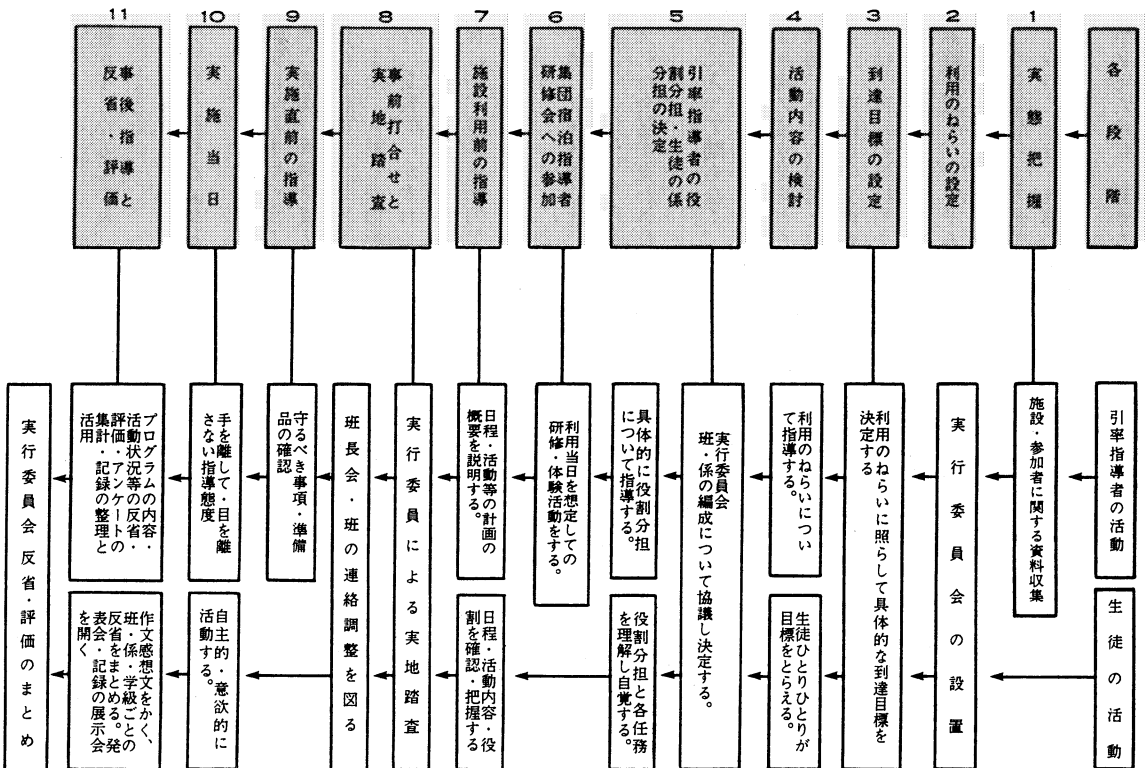 各段階
1
実態把握
2
利用のねらいの設定
3
到達目標の設定
4
活動内容の検討
5
引率指導者の役
割分担・生徒の係
分担の決定
6
集団宿泊指導者
研修会への参加
7
施設利用前の指導
8
事前打合せと
実地踏査
9
実施直前の指導
10
実施当日
11
事後指導と
反省・評価
引率指導者の活動
施設・参加者に関する資料収集
実行委員会の設置
利用のねらいに照らして具体的な到達目標を
決定する。
利用のねらいについ
て指導する。
実行委員会
班・係の編成について協議し決定する。
具体的に役割分担
について指導する。
利用当日を想定しての
研修・体験活動をする。
日程・活動等の計画の
概要を説明する。
実行委員による実地踏査
班長会・班の連絡調整を図る
守るべき事項・準備
品の確認
手を離して・目を離
さない指導態度
プログラムの内容・
活動状況等の反省・
評価・アンケートの
集計・記録の整理と
活用
実行委員会反省・評価のまとめ
生徒の活動
生徒ひとりひとりが
目標をとらえる。
役割分担と各任務
を理解し自覚する。
日程・活動内容・役
割を確認・把握する
自主的・意欲的に
活動する。
作文感想文をかく、
班・係・学級ごとの
反省をまとめる。発
表会・記録の展示会
を開く